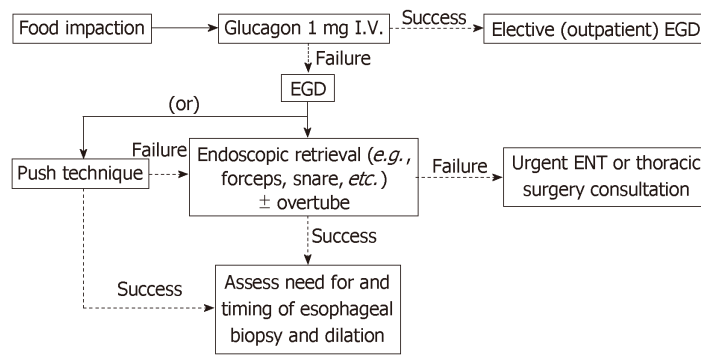 Food impaction
Glucagon 1 mg I.V.
Success
Elective (outpatient) EGD
Failure
EGD
(or)
Push technique
Failure
Endoscopic retrieval (e.g.,
forceps, snare, etc.)
± overtube
Failure
Urgent ENT or thoracic
surgery consultation
Success
Success
Assess need for and
timing of esophageal
biopsy and dilation